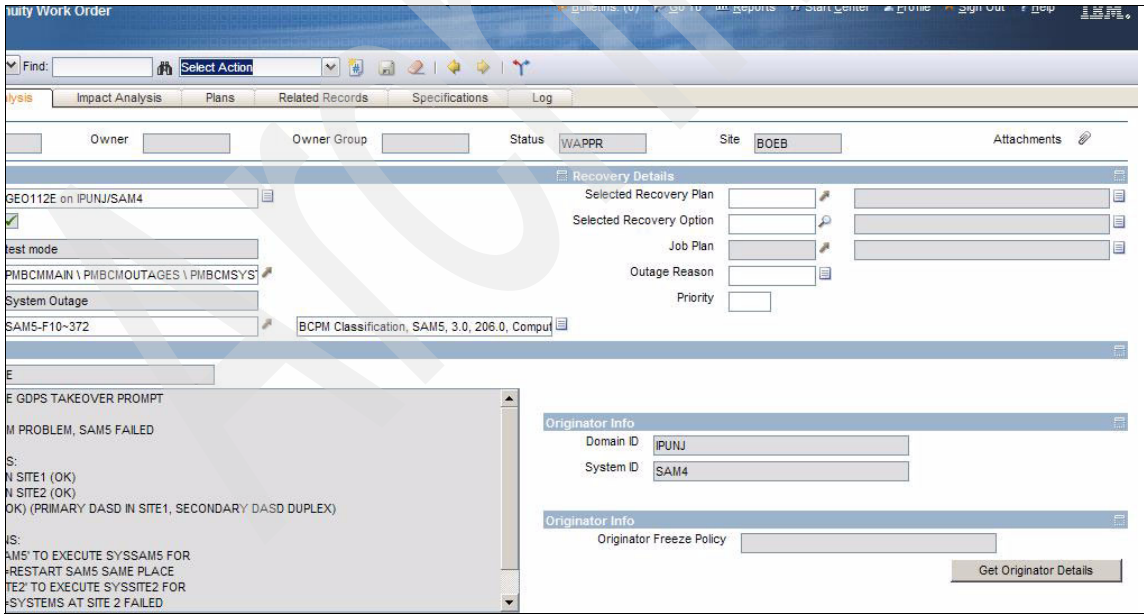 nuity Work Order
Bulletins: (0) Go To Reports Start Center Profile Sign Out ? Help IBM.
Find: Select Action
alysis Impact Analysis Plans Related Records Specifications Log
Owner Owner Group Status WAPPR Site BOEB Attachments
Recovery Details
GEO112E on IPUNJ/SAM4
Selected Recovery Plan
Selected Recovery Option
test mode
Job Plan
PMBCMMAIN \ PMBCMOUTAGES \ PMBCMSYST
Outage Reason
System Outage
Priority
SAM5-F10~372 BCPM Classification, SAM5, 3.0, 206.0, Comput
E
E GDPS TAKEOVER PROMPT
M PROBLEM, SAM5 FAILED
S:
N SITE1 (OK)
N SITE2 (OK)
OK) (PRIMARY DASD IN SITE1, SECONDARY DASD DUPLEX)
NS:
AM5' TO EXECUTE SYSSAM5 FOR
=RESTART SAM5 SAME PLACE
TE2' TO EXECUTE SYSSITE2 FOR
=SYSTEMS AT SITE 2 FAILED
Originator Info
Domain ID IPUNJ
System ID SAM4
Originator Info
Originator Freeze Policy
Get Originator Details